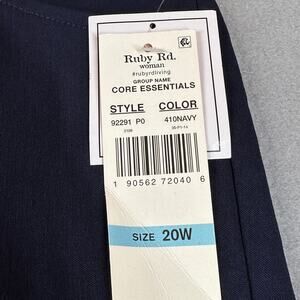 Ruby Rd.
woman
#rubyrdliving
GROUP NAME
CORE ESSENTIALS
STYLE COLOR
92291 P0 410NAVY
1 90562 72040 6
SIZE 20W